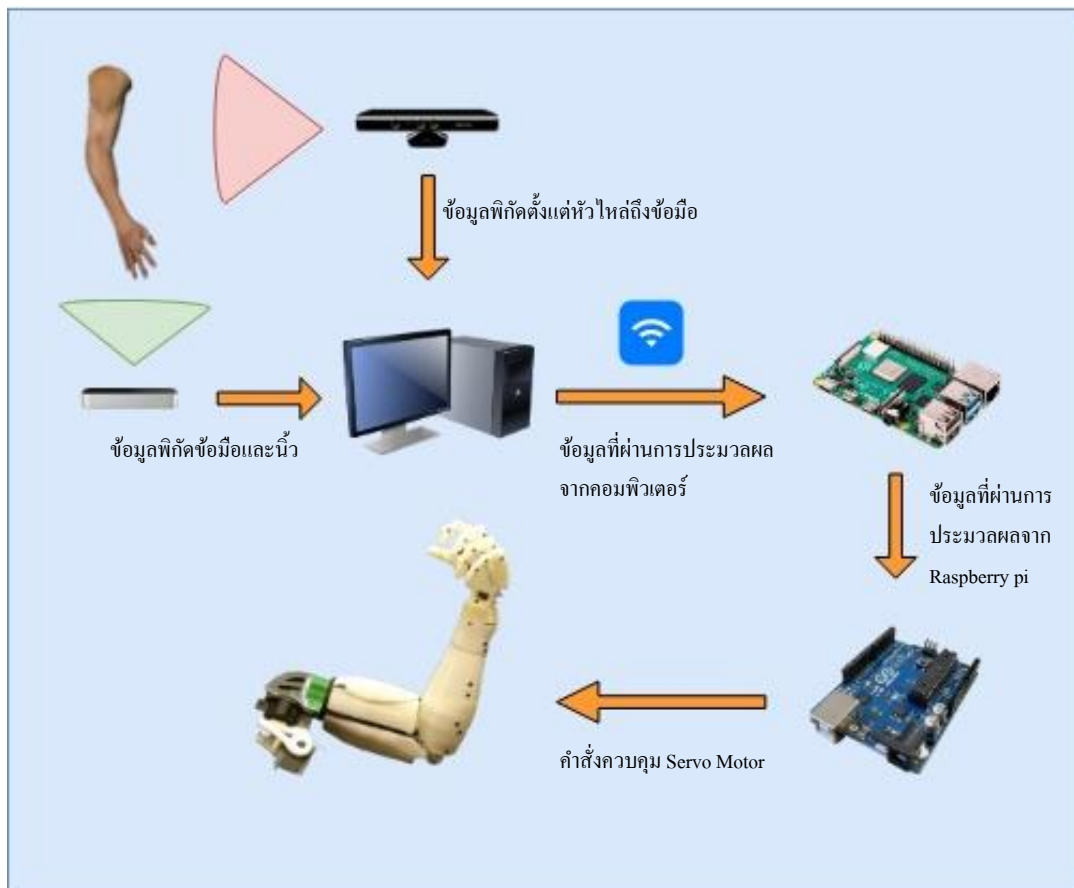 ข้อมูลพิกัดตั้งแต่หัวไหล่ถึงข้อมือ
ข้อมูลพิกัดข้อมือและนิ้ว
ข้อมูลที่ผ่านการประมวลผล
จากคอมพิวเตอร์
ข้อมูลที่ผ่านการ
ประมวลผลจาก
Raspberry pi
คำสั่งควบคุม Servo Motor